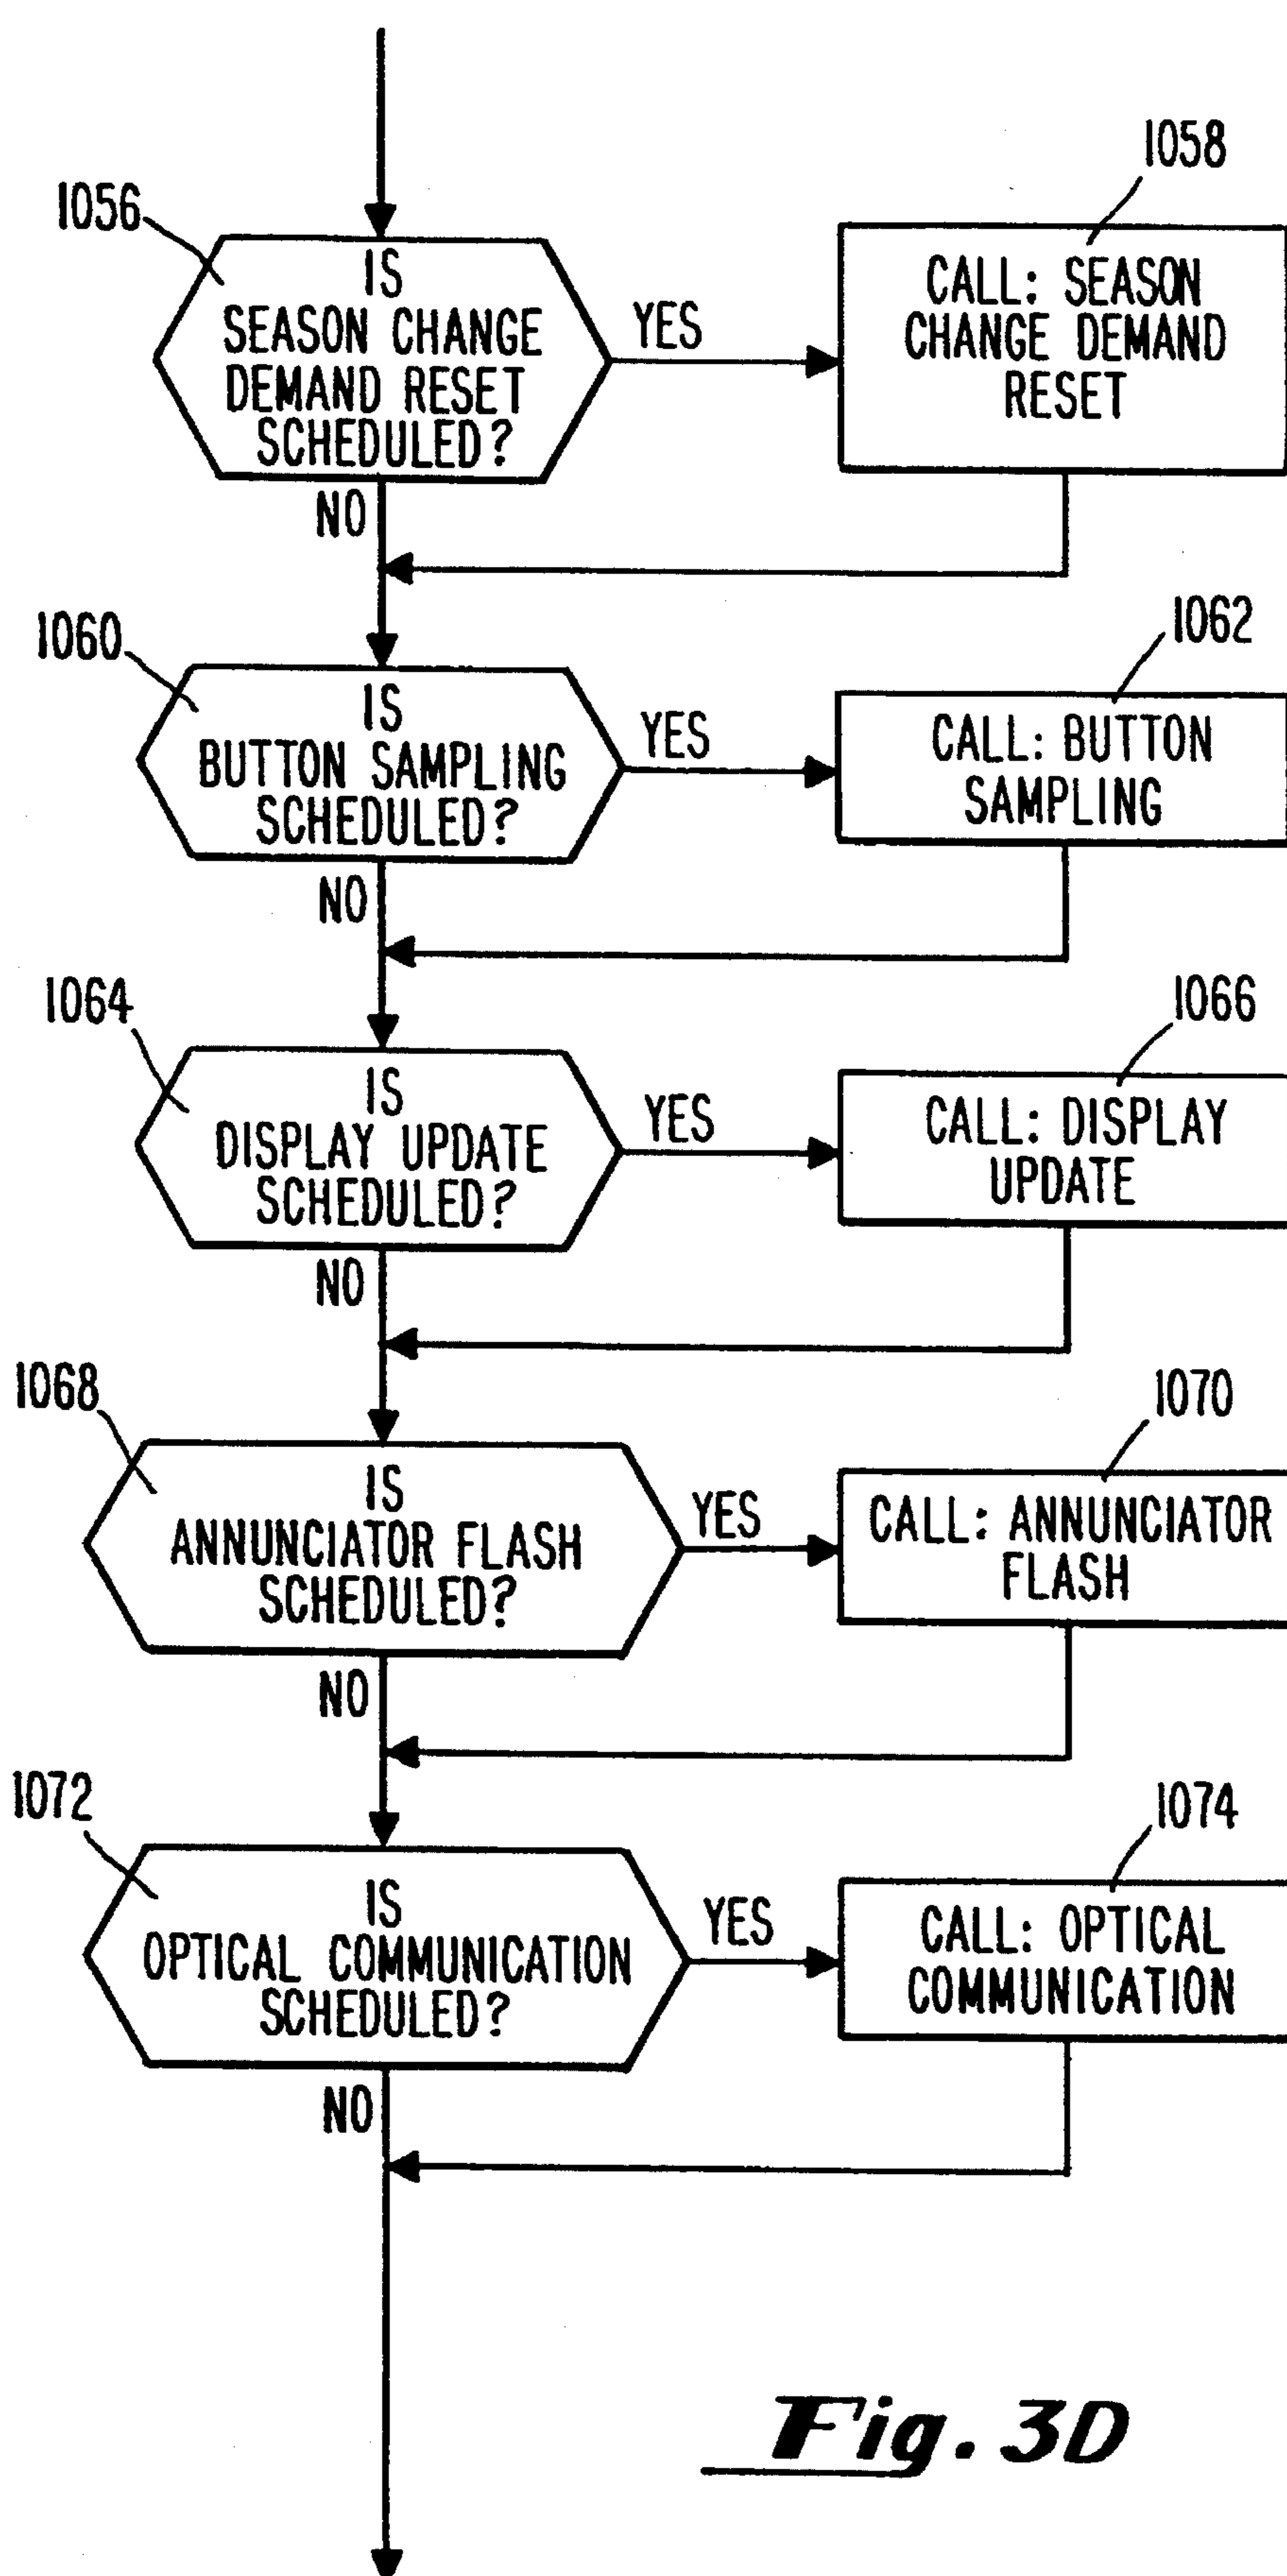 1056
1058
IS
SEASON CHANGE
DEMAND RESET
SCHEDULED?
YES
CALL: SEASON
CHANGE DEMAND
RESET
NO
1060
1062
IS
BUTTON SAMPLING
SCHEDULED?
YES
CALL: BUTTON
SAMPLING
NO
1064
1066
IS
DISPLAY UPDATE
SCHEDULED?
YES
CALL: DISPLAY
UPDATE
NO
1068
1070
IS
ANNUNCIATOR FLASH
SCHEDULED?
YES
CALL: ANNUNCIATOR
FLASH
NO
1072
1074
IS
OPTICAL COMMUNICATION
SCHEDULED?
YES
CALL: OPTICAL
COMMUNICATION
NO
Fig. 3D